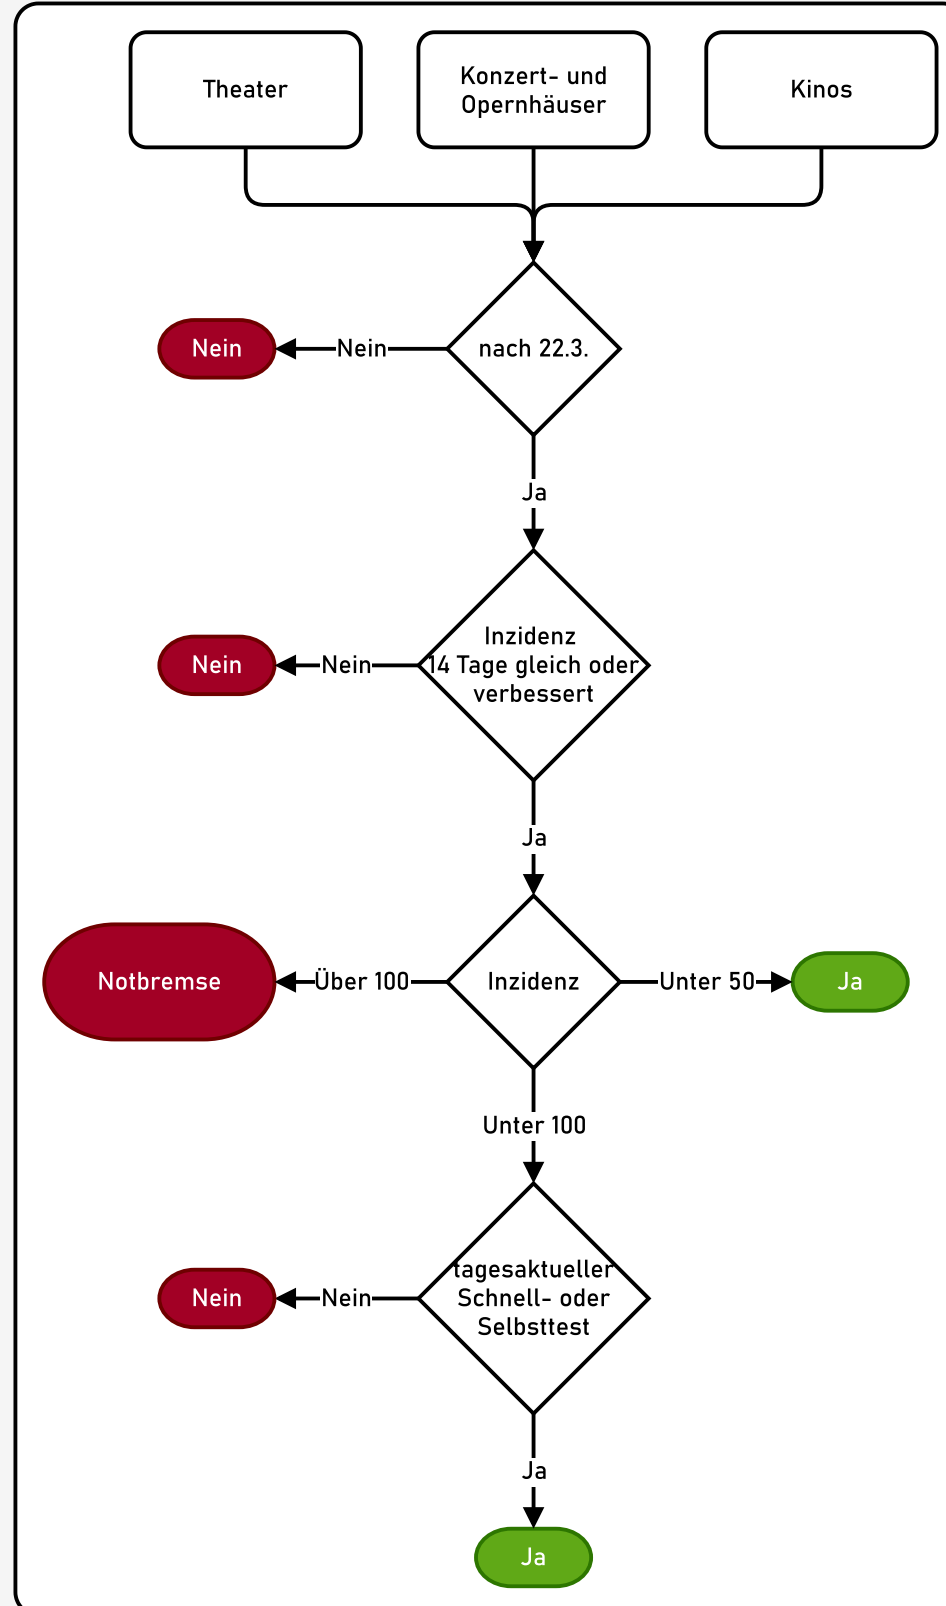 Theater
Konzert- und
Opernhäuser
Kinos
nach 22.3.
Nein
Nein
Ja
Inzidenz
14 Tage gleich oder
verbessert
Nein
Nein
Ja
Notbremse
Über 100
Inzidenz
Unter 50
Ja
Unter 100
tagesaktueller
Schnell- oder
Selbsttest
Nein
Nein
Ja
Ja